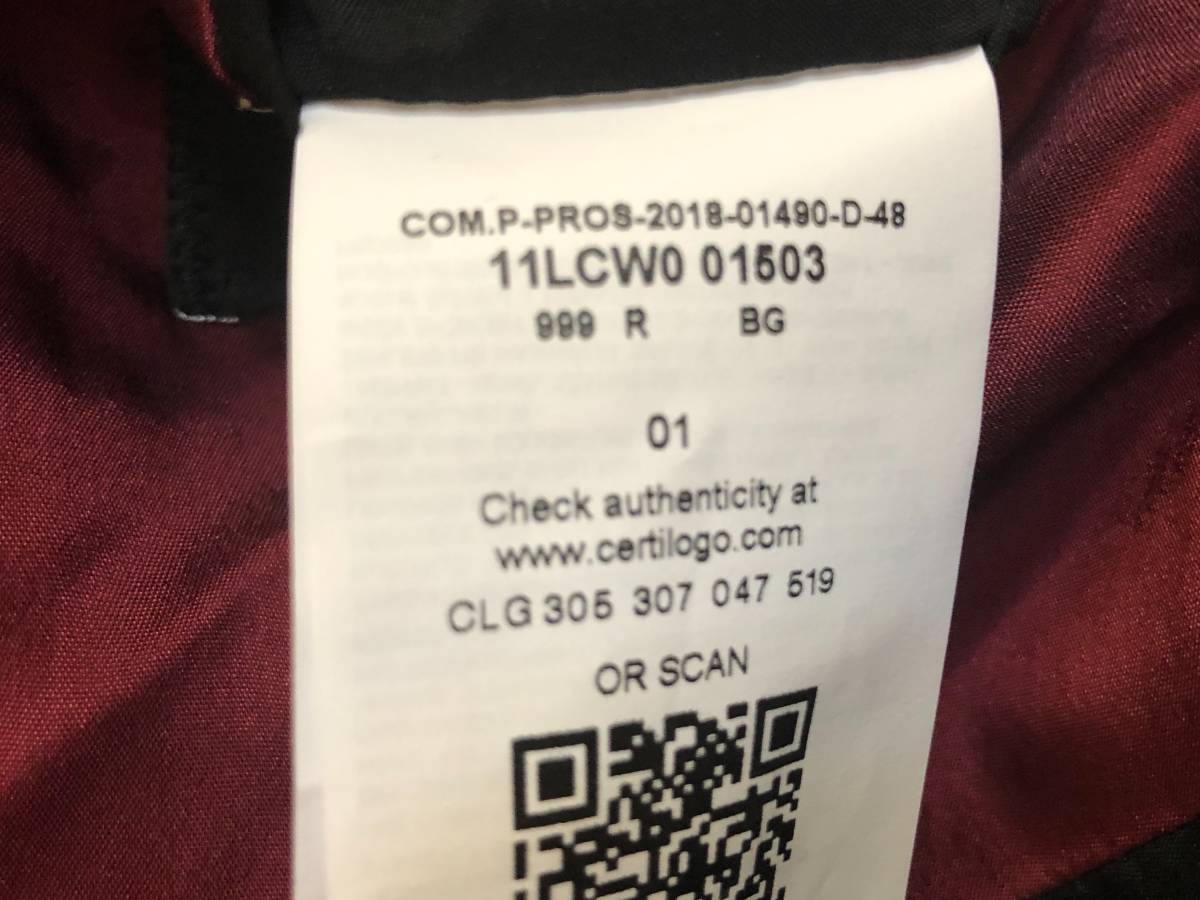 COM.P-PROS-2018-01490-D-48
11LCW0 01503
999 R BG
01
Check authenticity at
www.certilogo.com
CLG 305 307 047 519
OR SCAN